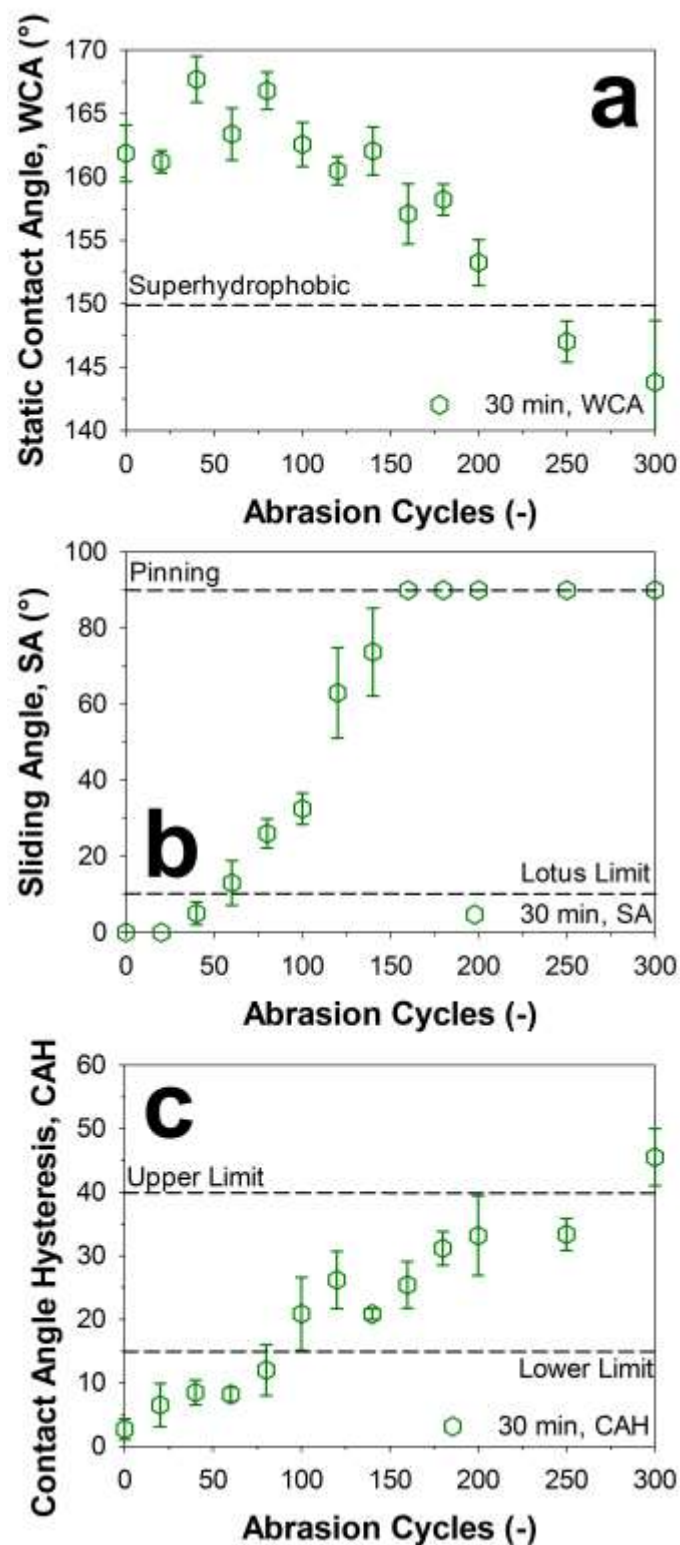 Static Contact Angle, WCA (°)
170
165
160
155
150
145
140
a
Superhydrophobic
30 min, WCA
0 50 100 150 200 250 300
Abrasion Cycles (-)
Sliding Angle, SA (°)
100
80
60
40
20
0
Pinning
b
Lotus Limit
30 min, SA
0 50 100 150 200 250 300
Abrasion Cycles (-)
Contact Angle Hysteresis, CAH
60
50
40
30
20
10
0
c
Upper Limit
Lower Limit
30 min, CAH
0 50 100 150 200 250 300
Abrasion Cycles (-)